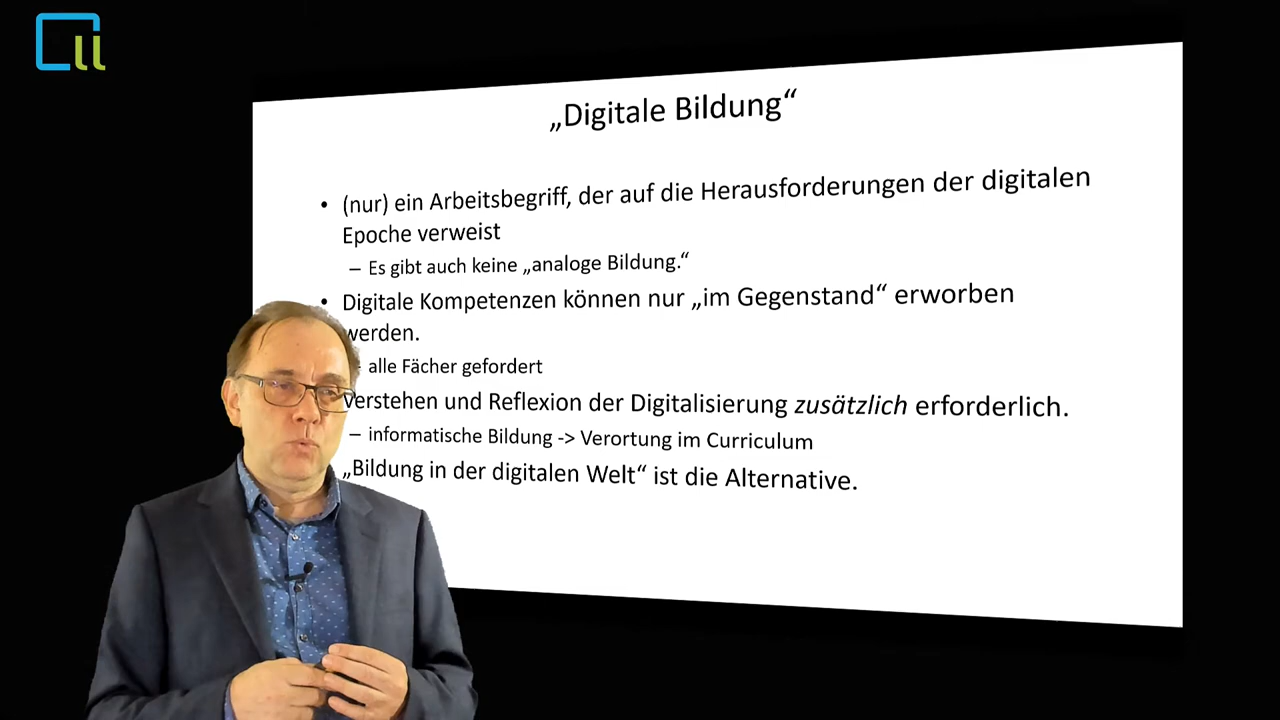 „Digitale Bildung“
• (nur) ein Arbeitsbegriff, der auf die Herausforderungen der digitalen
Epoche verweist
– Es gibt auch keine „analoge Bildung.“
• Digitale Kompetenzen können nur „im Gegenstand“ erworben
werden.
– alle Fächer gefordert
Verstehen und Reflexion der Digitalisierung zusätzlich erforderlich.
– informatische Bildung -> Verortung im Curriculum
„Bildung in der digitalen Welt“ ist die Alternative.